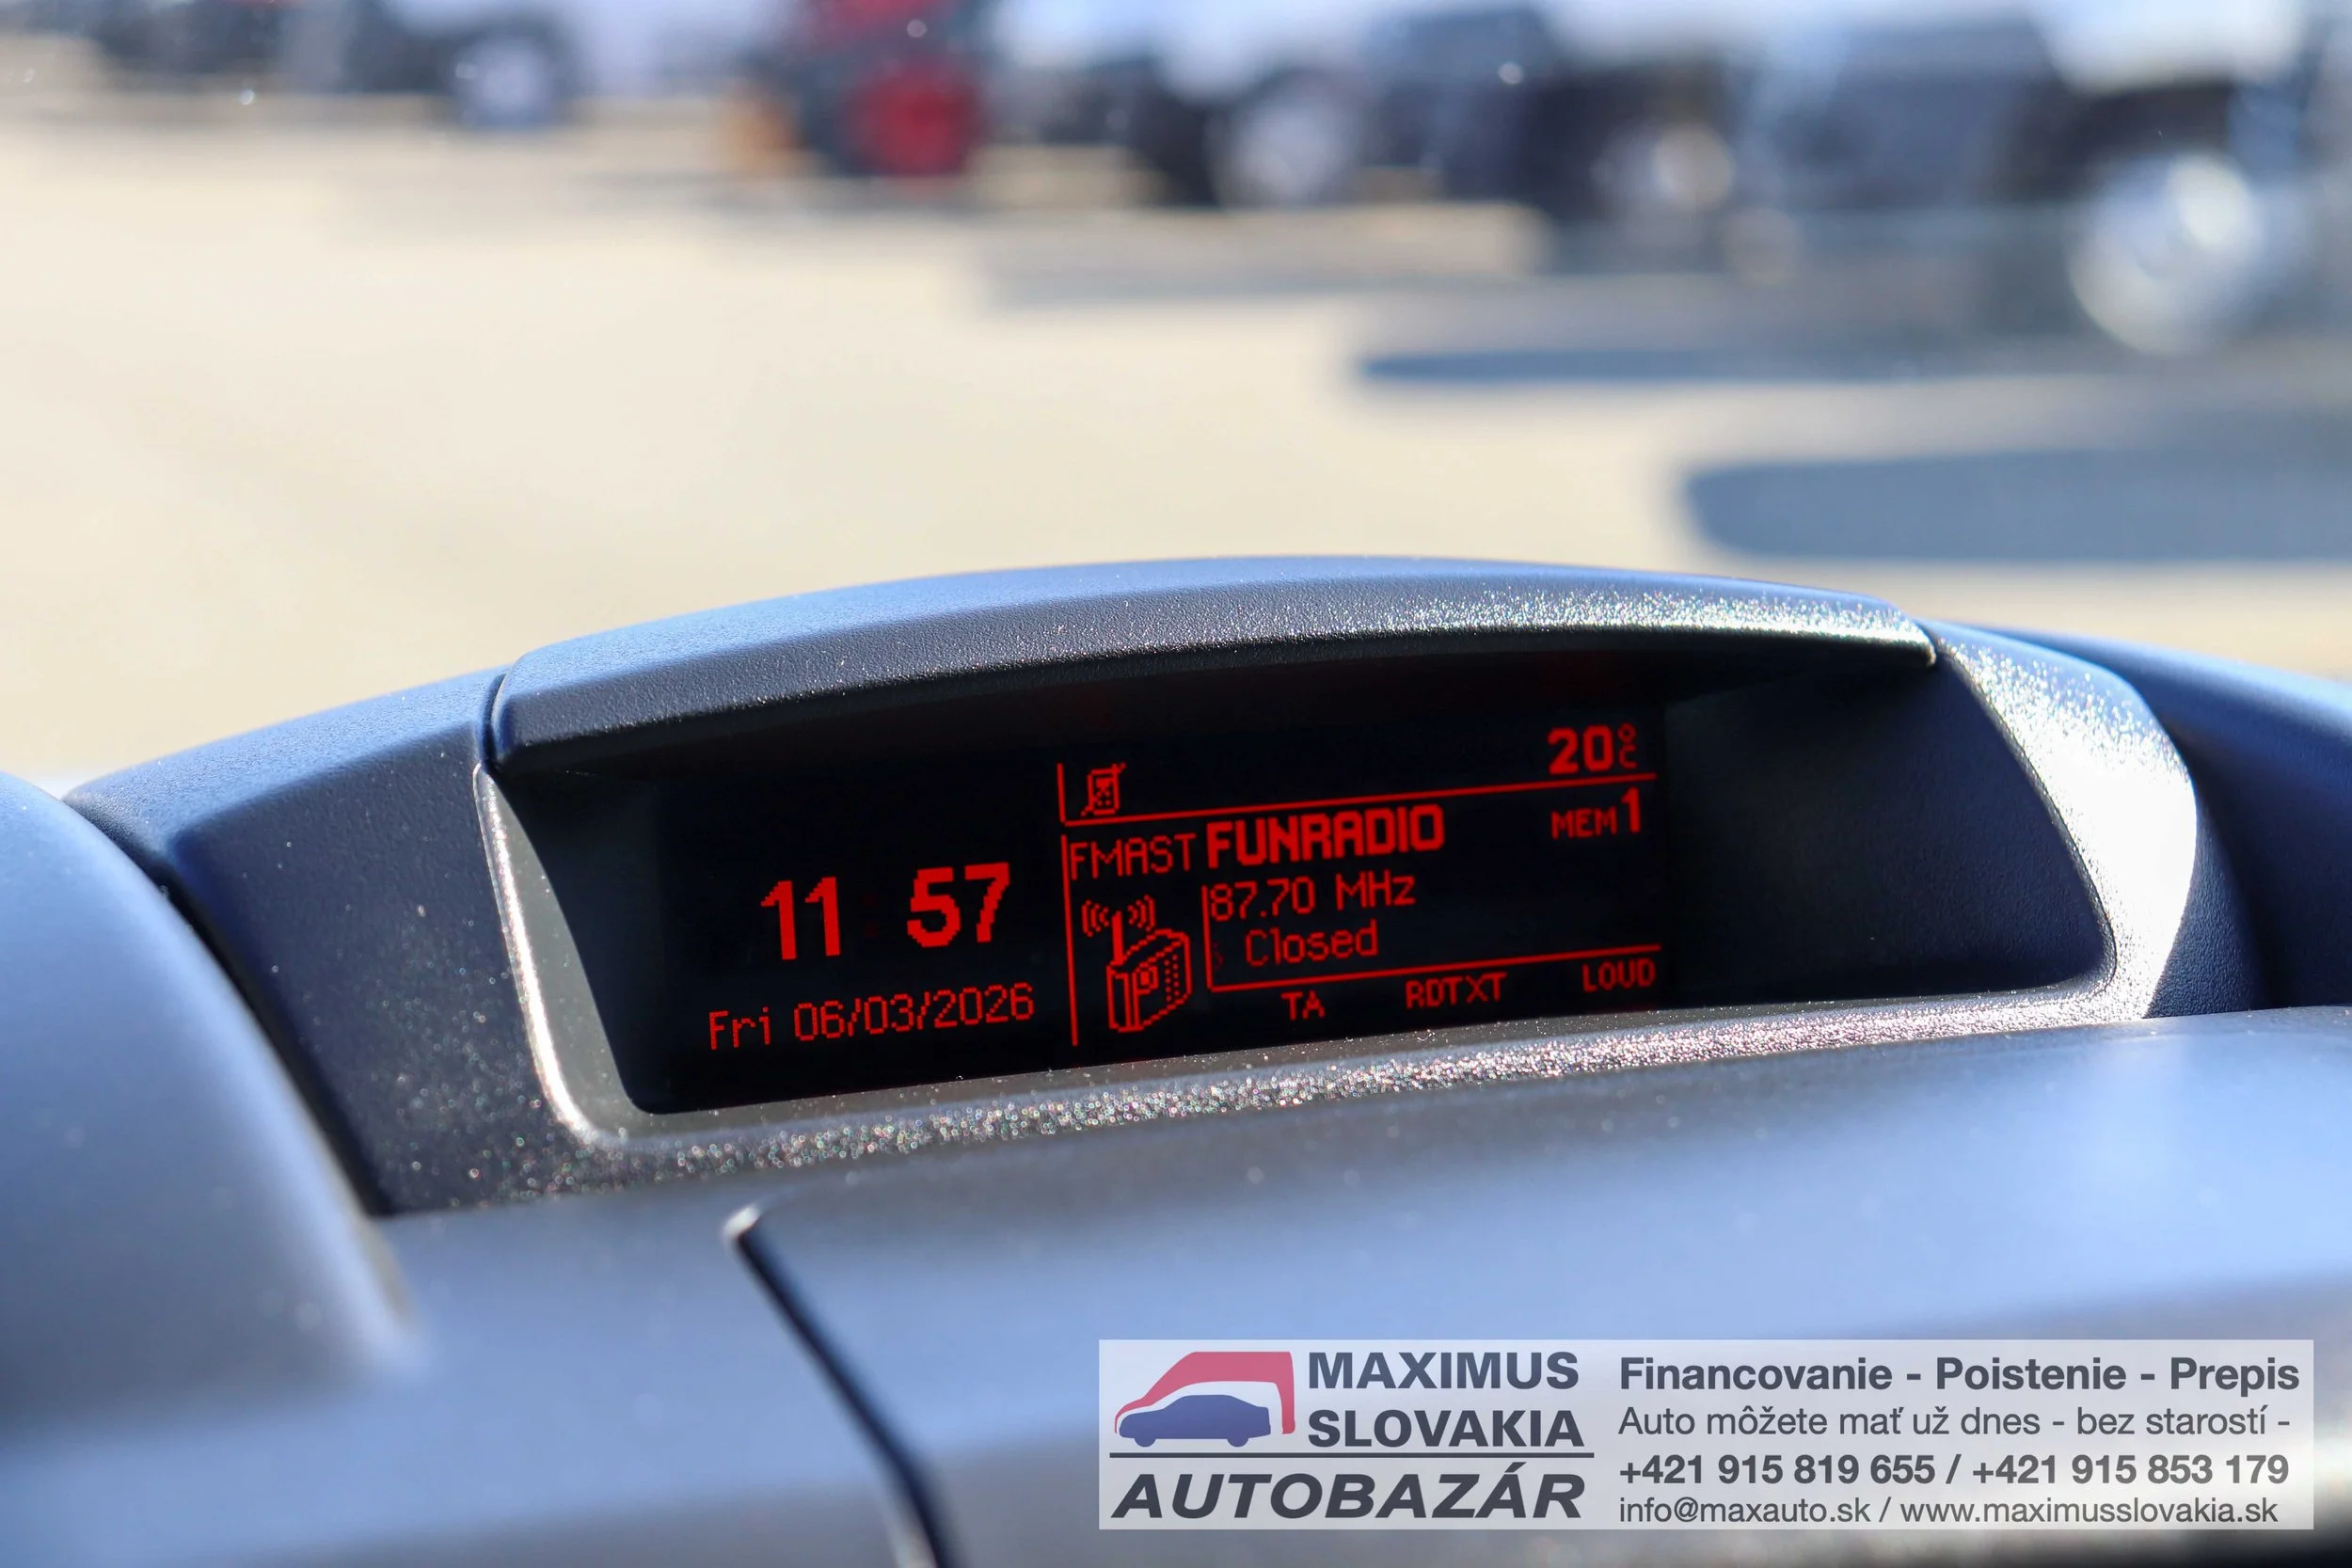 20°C
FMAST FUNRADIO MEM 1
87.70 MHz
Closed
TA RDTXT LOUD
11:57
Fri 06/03/2026
MAXIMUS
SLOVAKIA
AUTOBAZÁR
Financovanie - Poistenie - Prepis
Auto môžete mať už dnes - bez starostí -
+421 915 819 655 / +421 915 853 179
info@maxauto.sk / www.maximusslovakia.sk